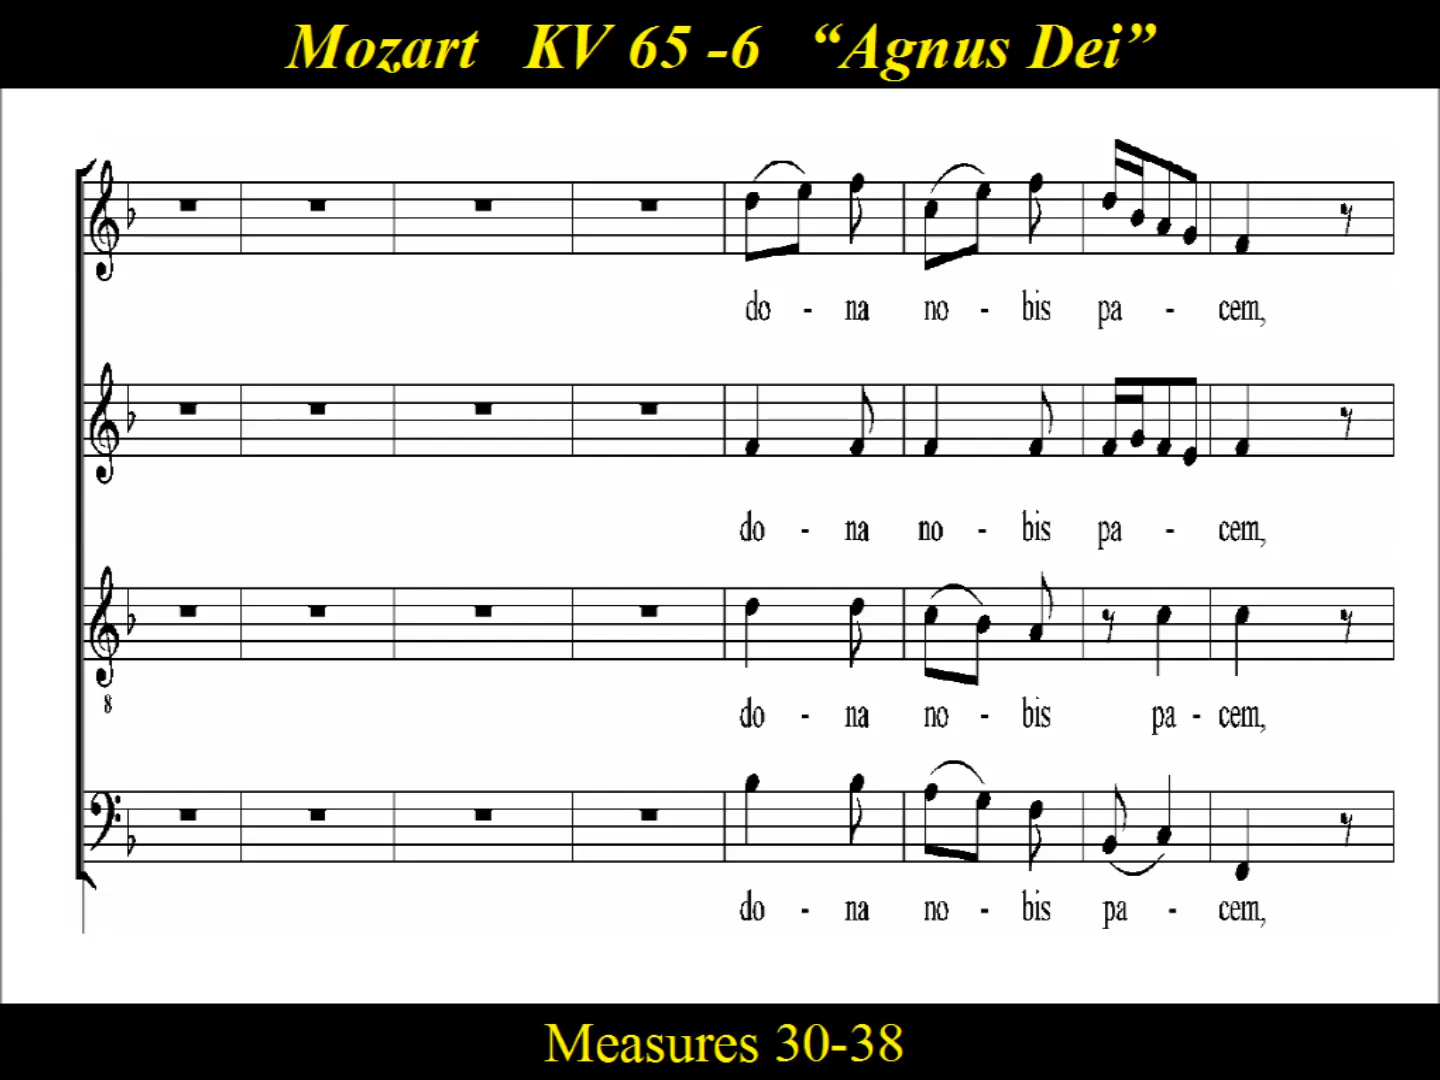 Mozart KV 65 -6 “Agnus Dei”
do - na no - bis pa - cem,
do - na no - bis pa - cem,
8
do - na no - bis pa - cem,
do - na no - bis pa - cem,
Measures 30-38